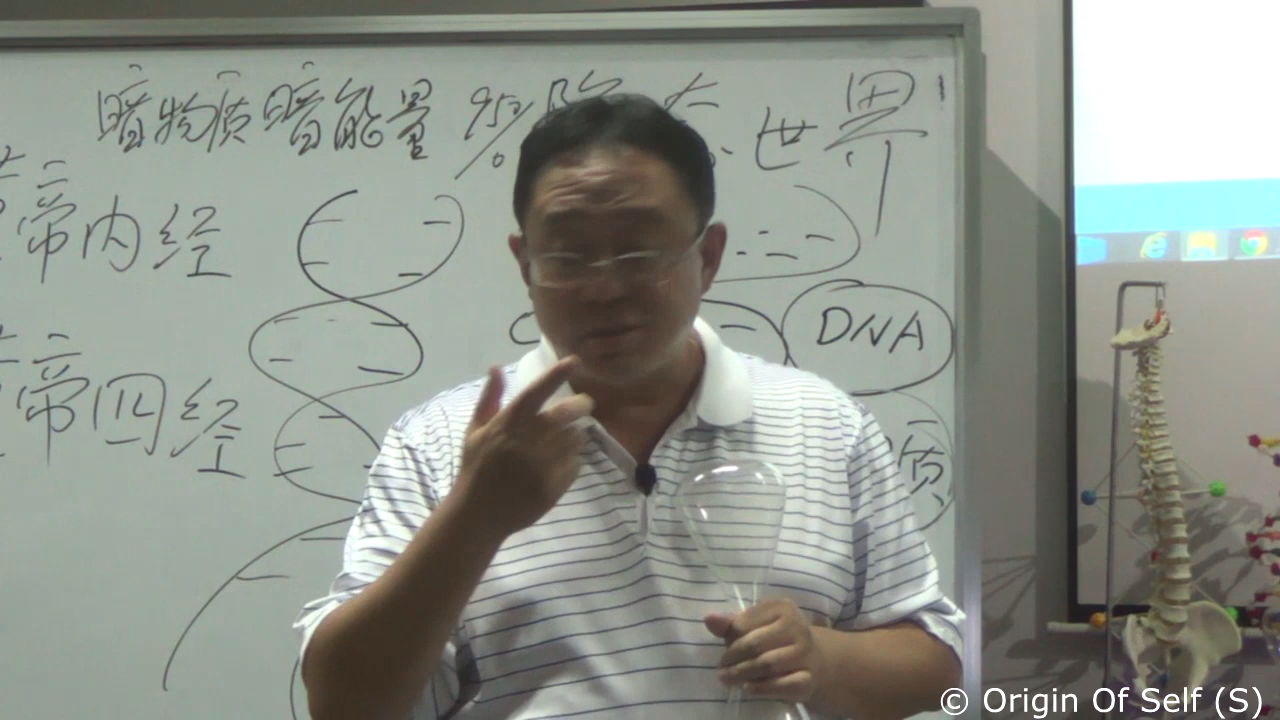 暗物质暗能量 95% 世界
帝内经
DNA
帝四经
质
© Origin Of Self (S)